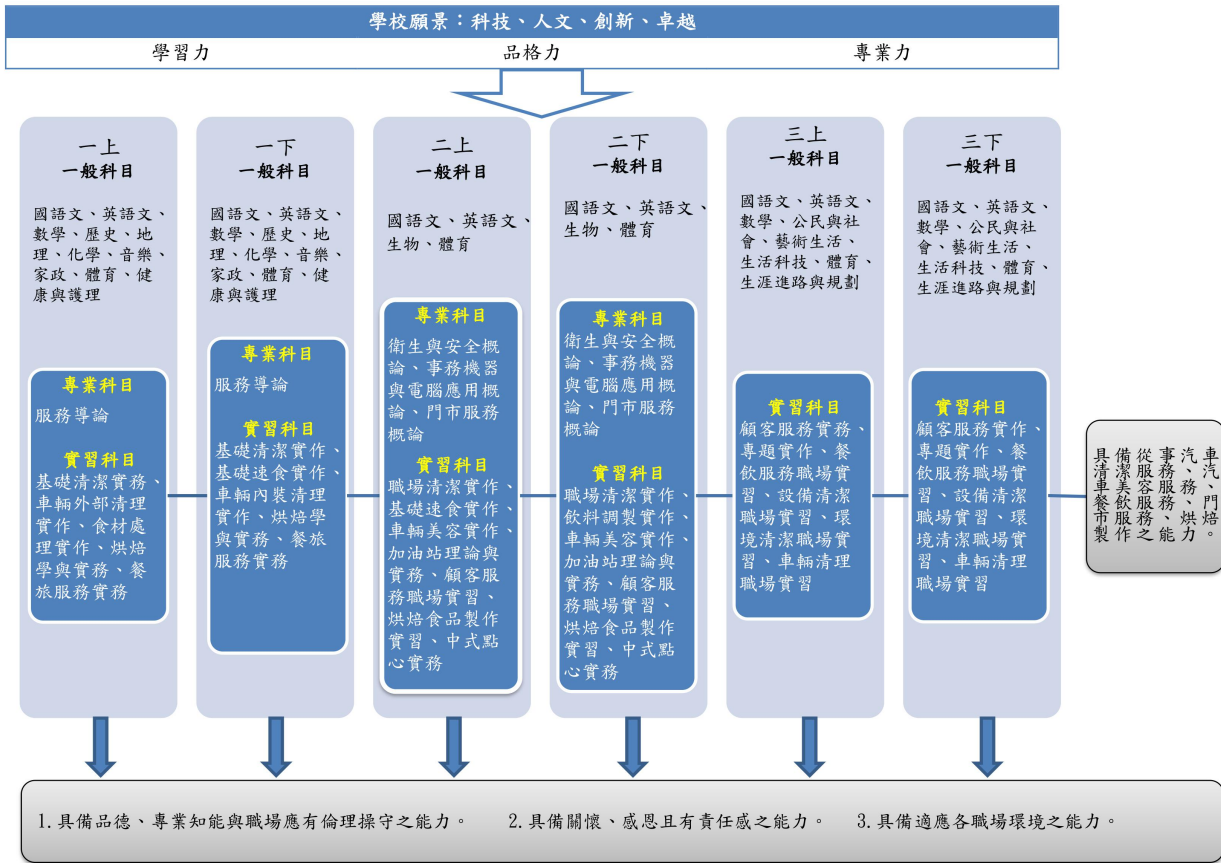 學校願景：科技、人文、創新、卓越
學習力
品格力
專業力
一上
一般科目
國語文、英語文、
數學、歷史、地
理、化學、音樂、
家政、體育、健
康與護理
專業科目
服務導論
實習科目
基礎清潔實務、
車輛外部清理
實作、食材處
理實作、烘焙
學與實務、餐
旅服務實務
一下
一般科目
國語文、英語文、
數學、歷史、地
理、化學、音樂、
家政、體育、健
康與護理
專業科目
服務導論
實習科目
基礎清潔實作、
基礎速食實作、
車輛內裝清理
實作、烘焙學
與實務、餐旅
服務實務
二上
一般科目
國語文、英語文、
生物、體育
專業科目
衛生與安全概
論、事務機器
與電腦應用概
論、門市服務
概論
實習科目
職場清潔實作、
基礎速食實作、
車輛美容實作、
加油站理論與
實務、顧客服
務職場實習、
烘焙食品製作
實習、中式點
心實務
二下
一般科目
國語文、英語文、
生物、體育
專業科目
衛生與安全概
論、事務機器
與電腦應用概
論、門市服務
概論
實習科目
職場清潔實作、
飲料調製實作、
車輛美容實作、
加油站理論與
實務、顧客服
務職場實習、
烘焙食品製作
實習、中式點
心實務
三上
一般科目
國語文、英語文、
數學、公民與社
會、藝術生活、
生活科技、體育、
生涯進路與規劃
實習科目
顧客服務實務、
專題實作、餐
飲服務職場實
習、設備清潔
職場實習、環
境清潔職場實
習、車輛清理
職場實習
三下
一般科目
國語文、英語文、
數學、公民與社
會、藝術生活、
生活科技、體育、
生涯進路與規劃
實習科目
顧客服務實作、
專題實作、餐
飲服務職場實
習、設備清潔
職場實習、環
境清潔職場實
習、車輛清理
職場實習
具備從事汽車
清潔服務、汽
車美容服務、
餐飲服務、門
市服務、烘焙
製作之能力。
1.具備品德、專業知能與職場應有倫理操守之能力。 2.具備關懷、感恩且有責任感之能力。 3.具備適應各職場環境之能力。